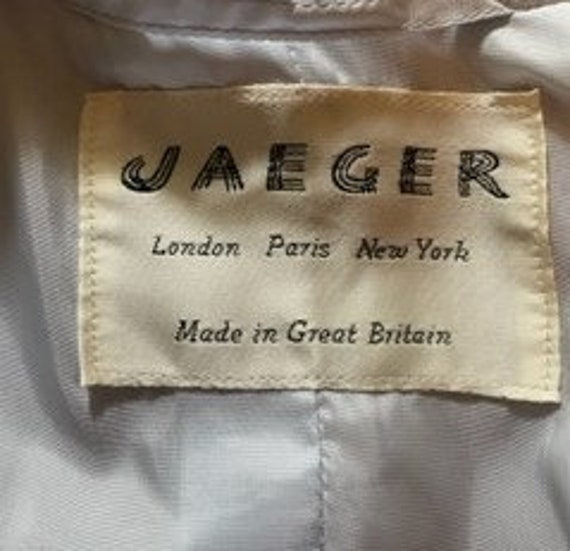 JAEGER
London Paris New York
Made in Great Britain